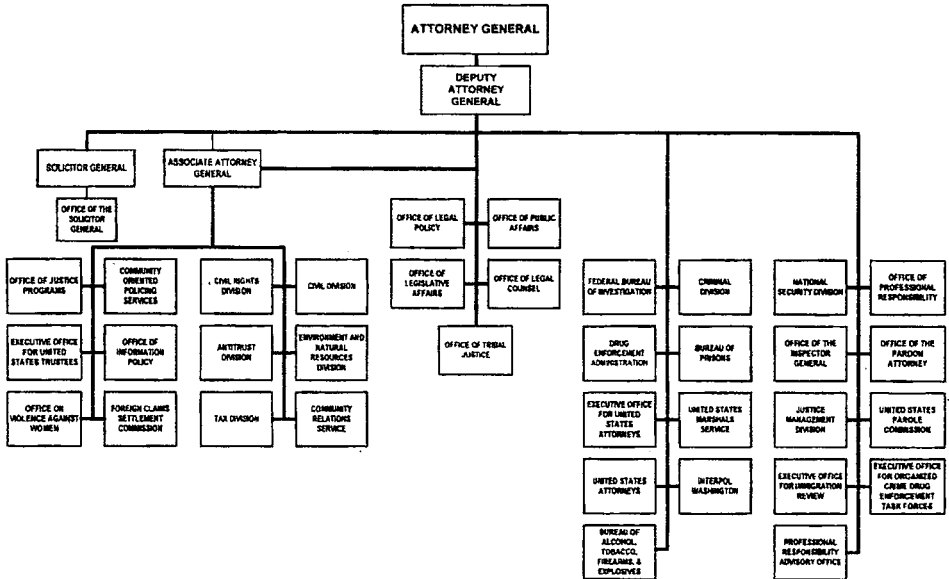 ATTORNEY GENERAL
DEPUTY
ATTORNEY
GENERAL
SOLICITOR GENERAL
ASSOCIATE ATTORNEY
GENERAL
OFFICE OF THE
SOLICITOR
GENERAL
OFFICE OF LEGAL
POLICY
OFFICE OF PUBLIC
AFFAIRS
OFFICE OF
LEGISLATIVE
AFFAIRS
OFFICE OF LEGAL
COUNSEL
OFFICE OF TRIBAL
JUSTICE
OFFICE OF JUSTICE
PROGRAMS
COMMUNITY
ORIENTED
POLICING
SERVICES
CIVIL RIGHTS
DIVISION
CIVIL DIVISION
EXECUTIVE OFFICE
FOR UNITED
STATES TRUSTEES
OFFICE OF
INFORMATION
POLICY
ANTITRUST
DIVISION
ENVIRONMENT AND
NATURAL
RESOURCES
DIVISION
OFFICE ON
VIOLENCE AGAINST
WOMEN
FOREIGN CLAIMS
SETTLEMENT
COMMISSION
TAX DIVISION
COMMUNITY
RELATIONS
SERVICE
FEDERAL BUREAU
OF INVESTIGATION
CRIMINAL
DIVISION
NATIONAL
SECURITY DIVISION
OFFICE OF
PROFESSIONAL
RESPONSIBILITY
DRUG
ENFORCEMENT
ADMINISTRATION
BUREAU OF
PRISONS
OFFICE OF THE
INSPECTOR
GENERAL
OFFICE OF THE
PARDON
ATTORNEY
EXECUTIVE OFFICE
FOR UNITED
STATES
ATTORNEYS
UNITED STATES
MARSHALS
SERVICE
JUSTICE
MANAGEMENT
DIVISION
UNITED STATES
PAROLE
COMMISSION
UNITED STATES
ATTORNEYS
INTERPOL
WASHINGTON
EXECUTIVE OFFICE
FOR IMMIGRATION
REVIEW
EXECUTIVE OFFICE
FOR ORGANIZED
CRIME DRUG
ENFORCEMENT
TASK FORCES
BUREAU OF
ALCOHOL,
TOBACCO,
FIREARMS, &
EXPLOSIVES
PROFESSIONAL
RESPONSIBILITY
ADVISORY OFFICE